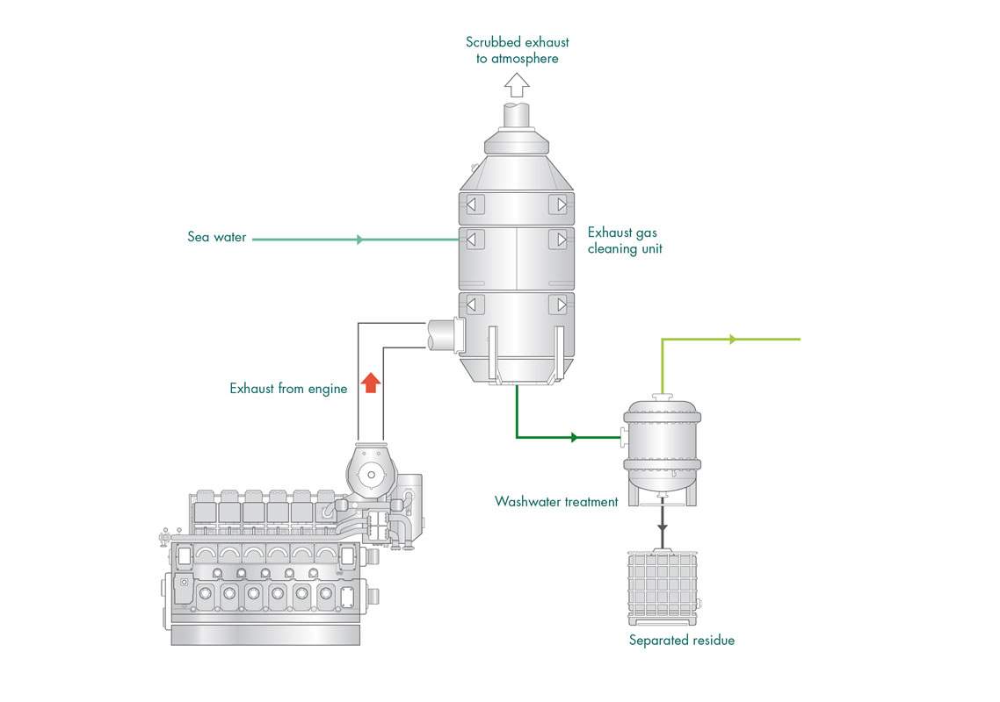 Scrubbed exhaust
to atmosphere
Sea water
Exhaust gas
cleaning unit
Exhaust from engine
Washwater treatment
Separated residue